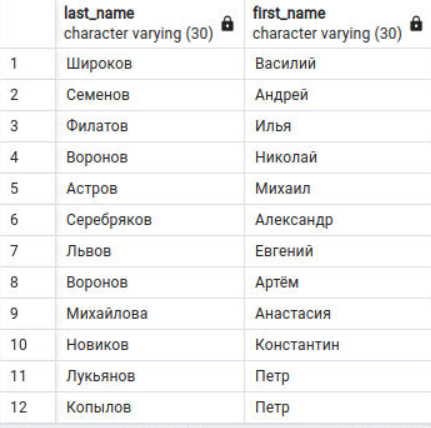 last_name first_name
character varying (30) character varying (30)
1 Широков Василий
2 Семенов Андрей
3 Филатов Илья
4 Воронов Николай
5 Астров Михаил
6 Серебряков Александр
7 Львов Евгений
8 Воронов Артём
9 Михайлова Анастасия
10 Новиков Константин
11 Лукьянов Петр
12 Копылов Петр